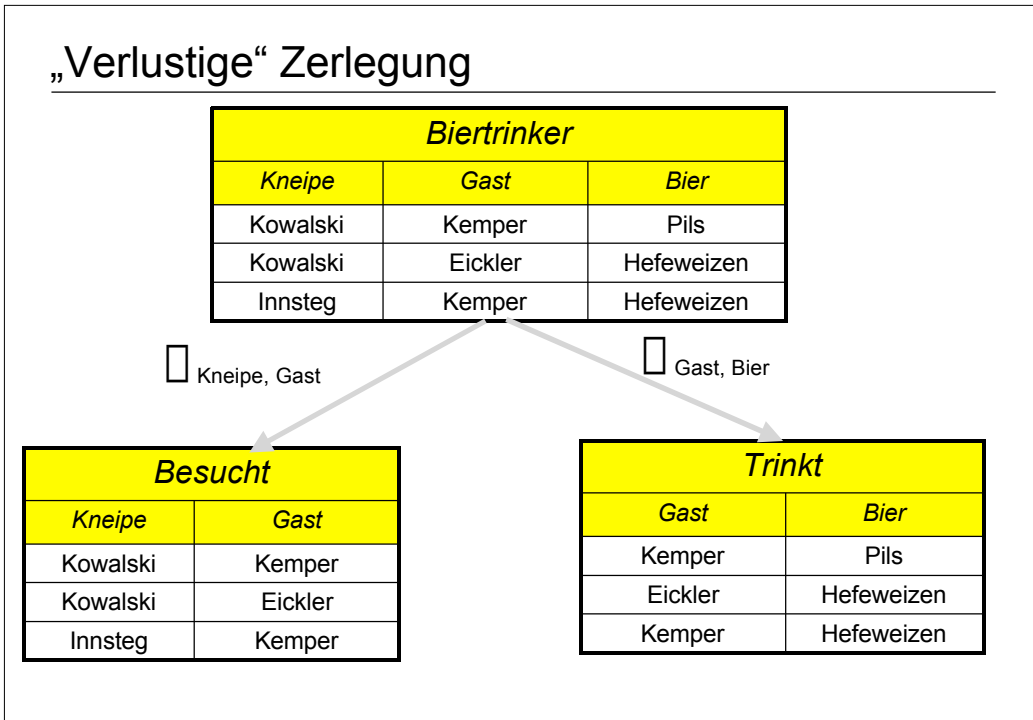 „Verlustige“ Zerlegung
Biertrinker
Kneipe Gast Bier
Kowalski Kemper Pils
Kowalski Eickler Hefeweizen
Innsteg Kemper Hefeweizen
Kneipe, Gast
Gast, Bier
Besucht
Kneipe Gast
Kowalski Kemper
Kowalski Eickler
Innsteg Kemper
Trinkt
Gast Bier
Kemper Pils
Eickler Hefeweizen
Kemper Hefeweizen